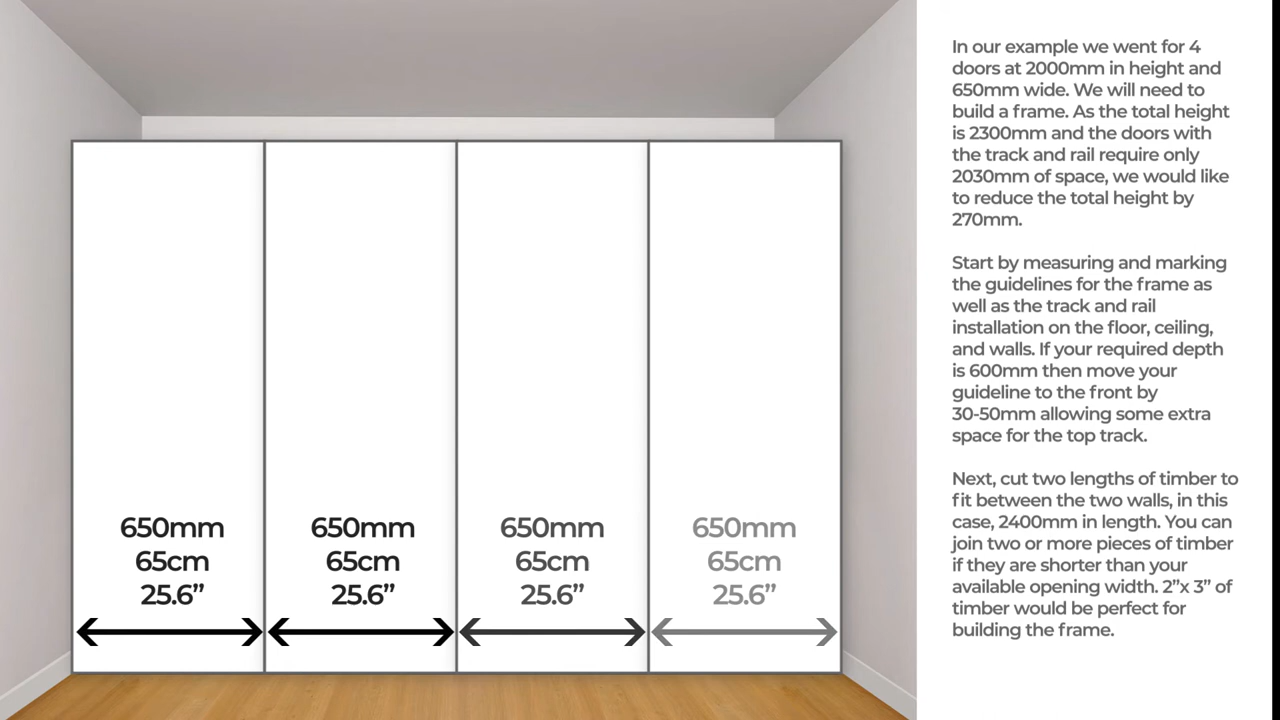 In our example we went for 4
doors at 2000mm in height and
650mm wide. We will need to
build a frame. As the total height
is 2300mm and the doors with
the track and rail require only
2030mm of space, we would like
to reduce the total height by
270mm.
Start by measuring and marking
the guidelines for the frame as
well as the track and rail
installation on the floor, ceiling,
and walls. If your required depth
is 600mm then move your
guideline to the front by
30-50mm allowing some extra
space for the top track.
Next, cut two lengths of timber to
fit between the two walls, in this
case, 2400mm in length. You can
join two or more pieces of timber
if they are shorter than your
available opening width. 2”x 3” of
timber would be perfect for
building the frame.
650mm 650mm 650mm 650mm
65cm 65cm 65cm 65cm
25.6” 25.6” 25.6” 25.6”